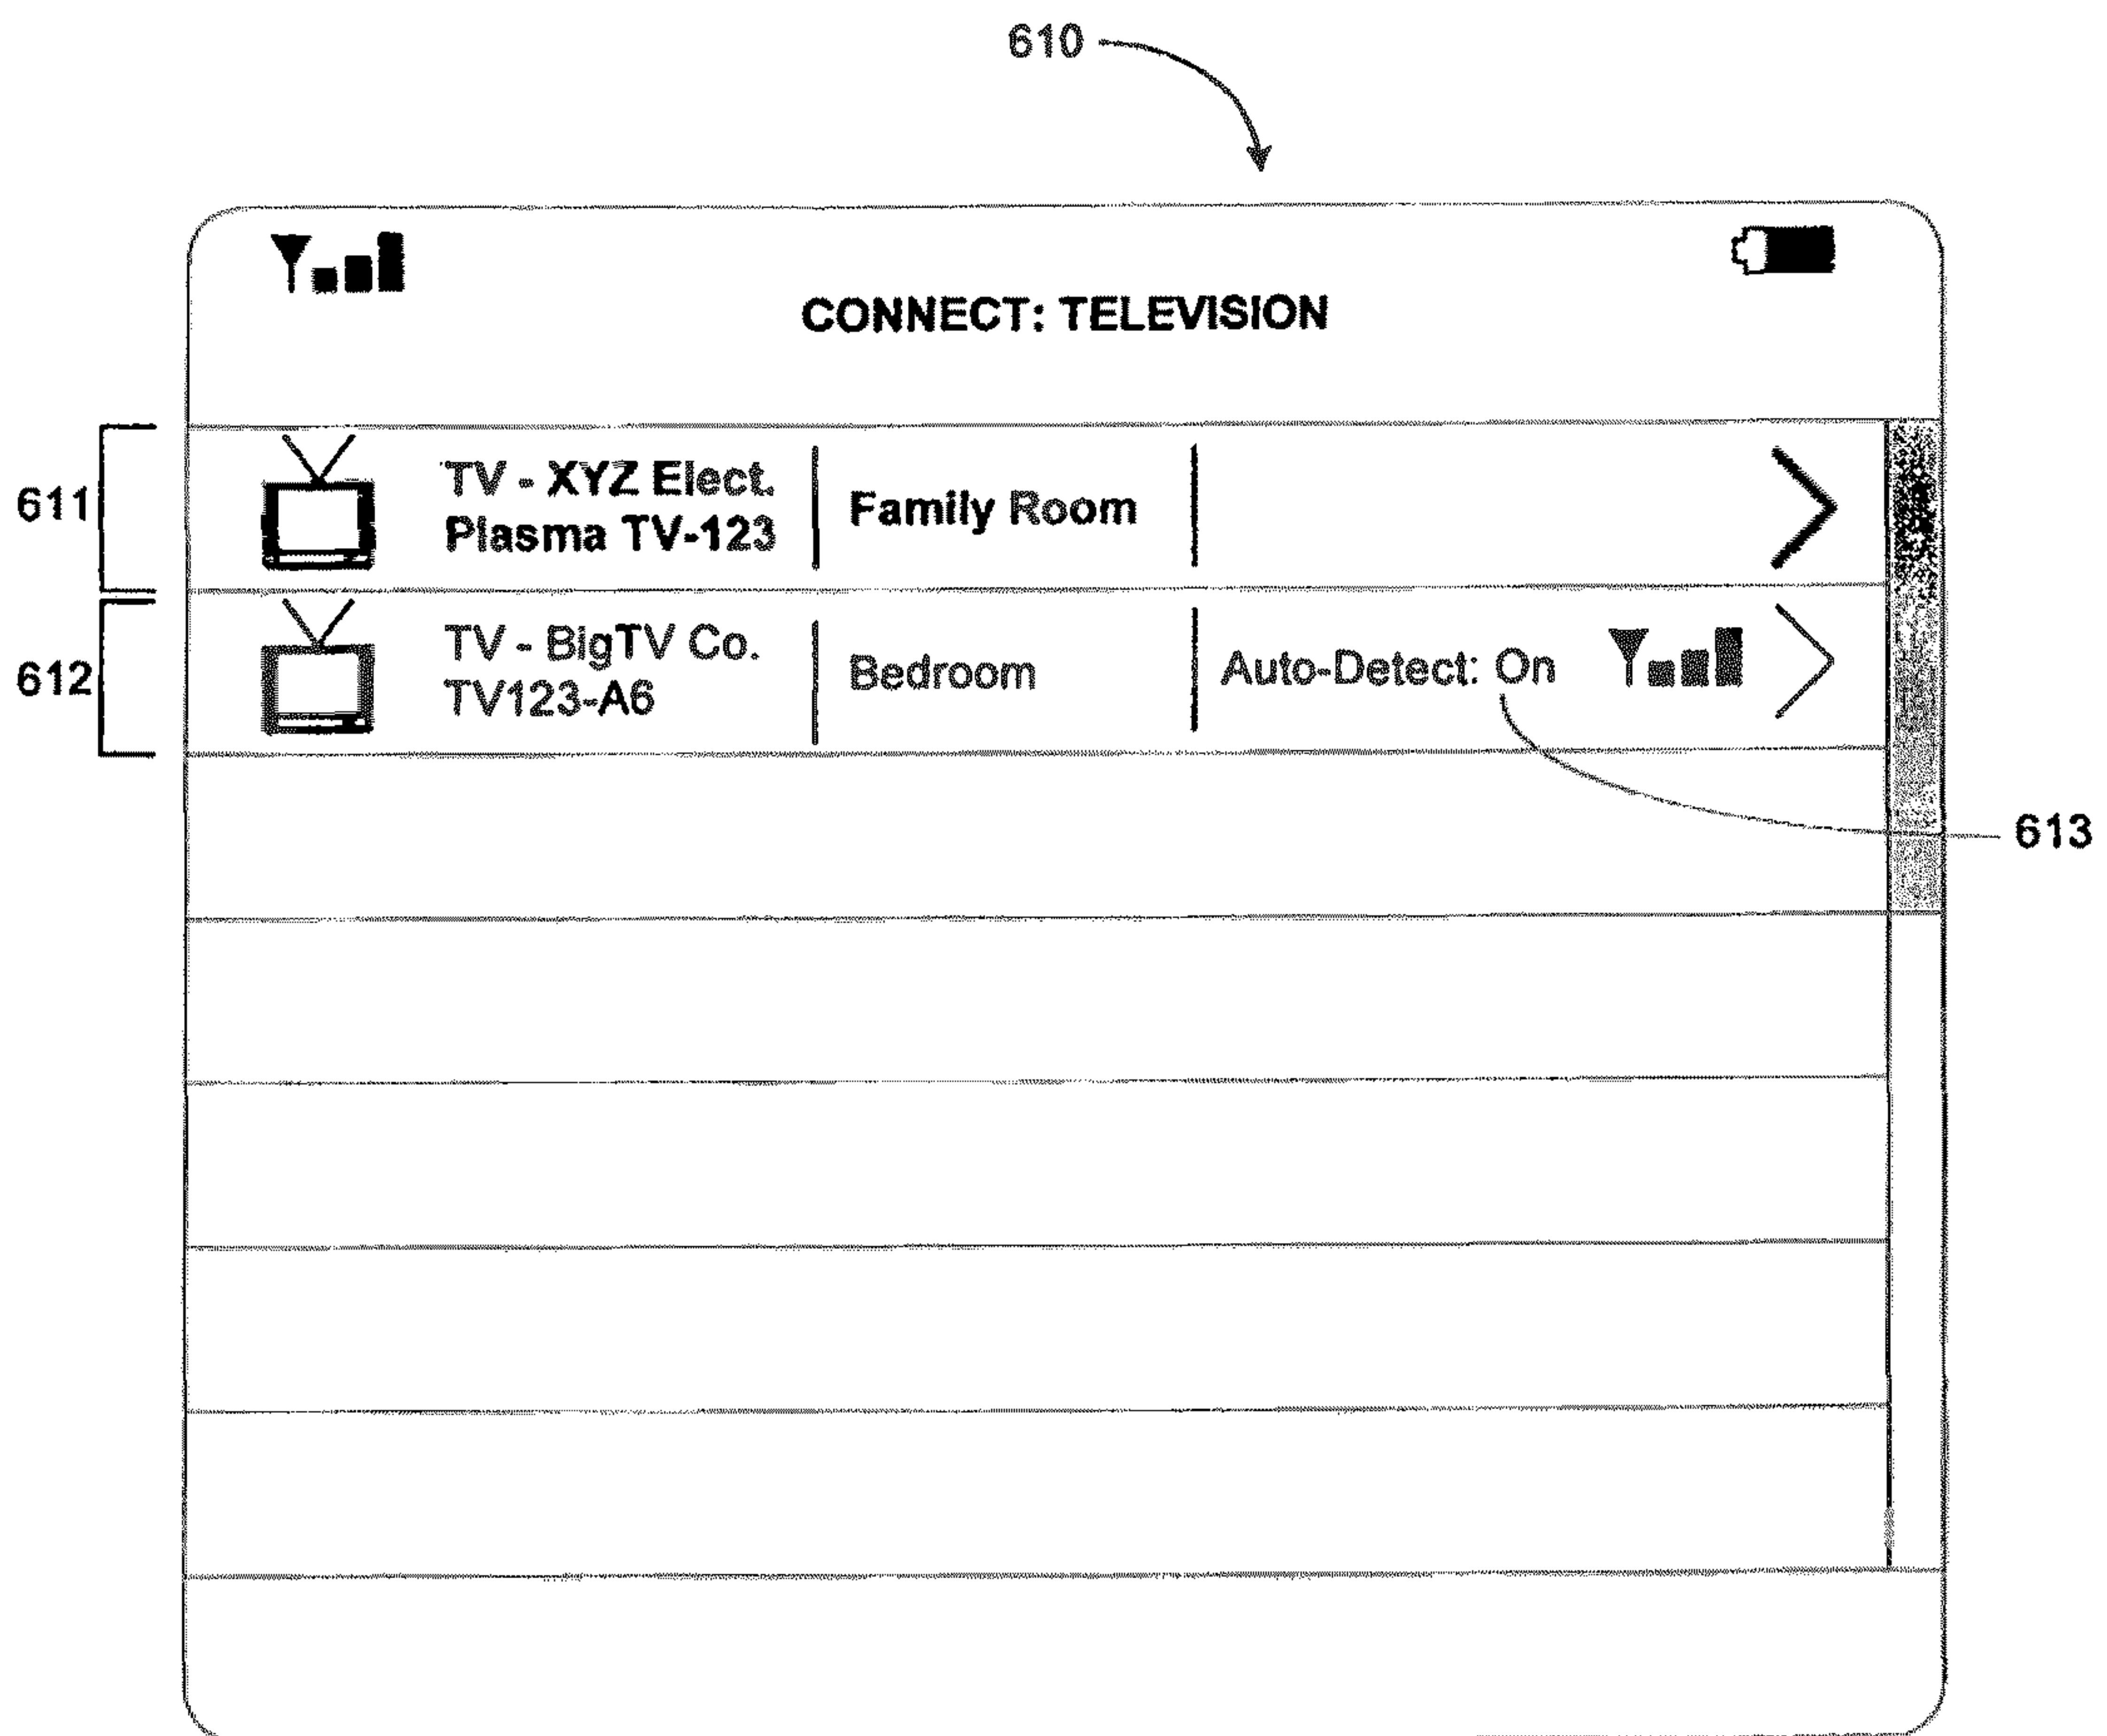 610
CONNECT: TELEVISION
611
TV - XYZ Elect.
Plasma TV-123
Family Room
612
TV - BigTV Co.
TV123-A6
Bedroom
Auto-Detect: On
613